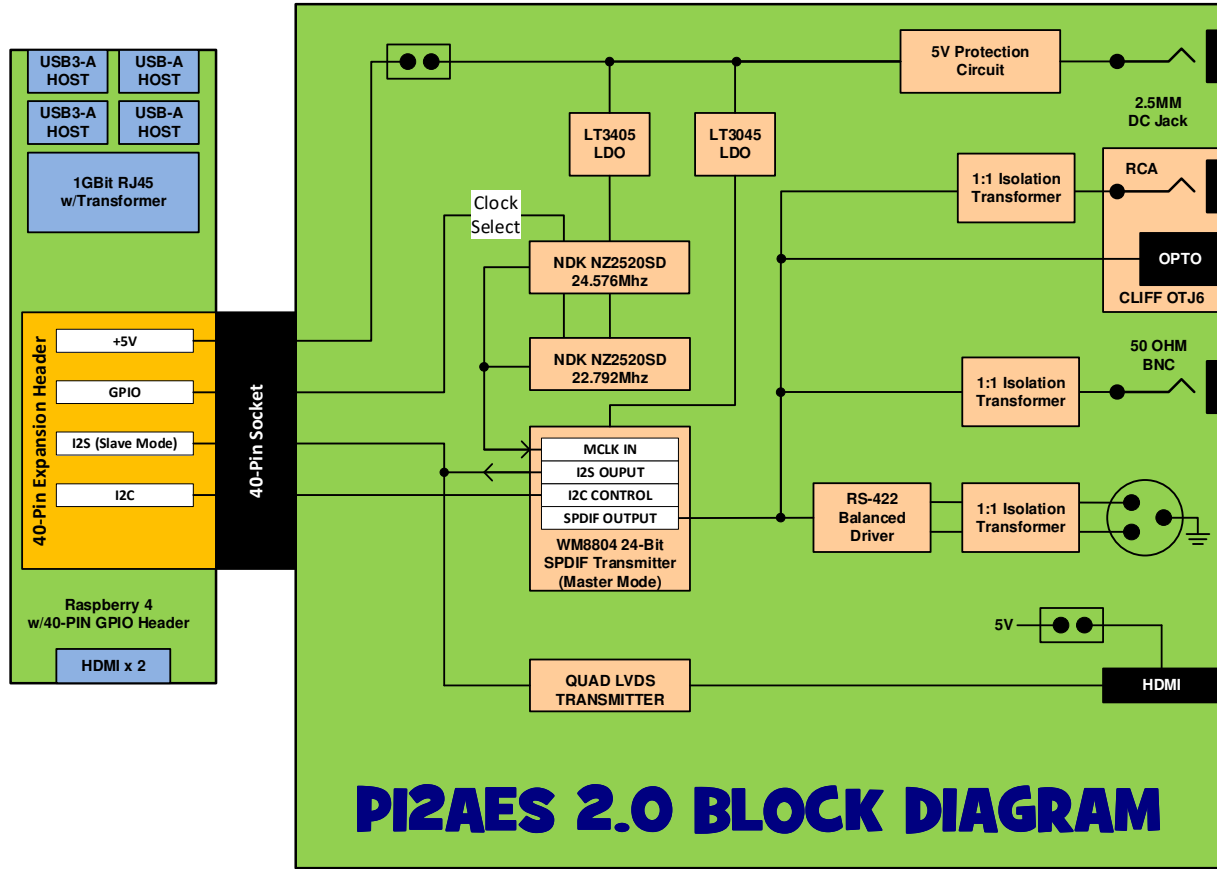 USB3-A
HOST
USB-A
HOST
USB3-A
HOST
USB-A
HOST
1GBit RJ45
w/Transformer
40-Pin Expansion Header
+5V
GPIO
I2S (Slave Mode)
I2C
40-Pin Socket
Raspberry 4
w/40-PIN GPIO Header
HDMI x 2
5V Protection
Circuit
2.5MM
DC Jack
LT3405
LDO
LT3045
LDO
Clock
Select
NDK NZ2520SD
24.576Mhz
NDK NZ2520SD
22.792Mhz
MCLK IN
I2S OUPUT
I2C CONTROL
SPDIF OUTPUT
WM8804 24-Bit
SPDIF Transmitter
(Master Mode)
1:1 Isolation
Transformer
RCA
OPTO
CLIFF OTJ6
50 OHM
BNC
1:1 Isolation
Transformer
RS-422
Balanced
Driver
1:1 Isolation
Transformer
5V
QUAD LVDS
TRANSMITTER
HDMI
PI2AES 2.0 BLOCK DIAGRAM